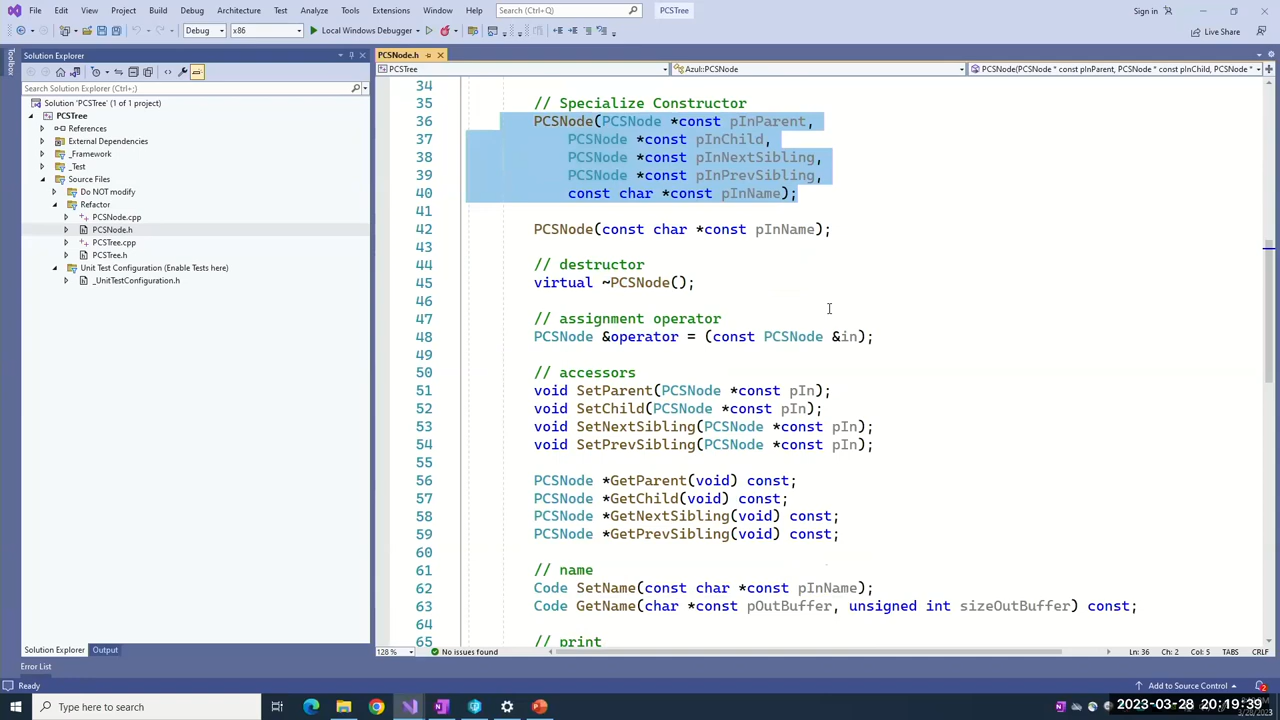 File Edit View Project Build Debug Architecture Test Analyze Tools Extensions Window Help Search (Ctrl+Q) PCSTree Sign in
Debug x86 Local Windows Debugger Live Share
Toolbox
Solution Explorer
Search Solution Explorer (Ctrl+;)
Solution 'PCSTree' (1 of 1 project)
PCSTree
References
External Dependencies
_Framework
_Test
Source Files
Do NOT modify
Refactor
PCSNode.cpp
PCSNode.h
PCSTree.cpp
PCSTree.h
Unit Test Configuration (Enable Tests here)
_UnitTestConfiguration.h
Solution Explorer Output
PCSNode.h
PCSTree Azul::PCSNode PCSNode(PCSNode * const pInParent, PCSNode * const pInChild, PCSNode *
34
35 // Specialize Constructor
36 PCSNode(PCSNode *const pInParent,
37 PCSNode *const pInChild,
38 PCSNode *const pInNextSibling,
39 PCSNode *const pInPrevSibling,
40 const char *const pInName);
41
42 PCSNode(const char *const pInName);
43
44 // destructor
45 virtual ~PCSNode();
46
47 // assignment operator
48 PCSNode &operator = (const PCSNode &in);
49
50 // accessors
51 void SetParent(PCSNode *const pIn);
52 void SetChild(PCSNode *const pIn);
53 void SetNextSibling(PCSNode *const pIn);
54 void SetPrevSibling(PCSNode *const pIn);
55
56 PCSNode *GetParent(void) const;
57 PCSNode *GetChild(void) const;
58 PCSNode *GetNextSibling(void) const;
59 PCSNode *GetPrevSibling(void) const;
60
61 // name
62 Code SetName(const char *const pInName);
63 Code GetName(char *const pOutBuffer, unsigned int sizeOutBuffer) const;
64
65 // print
128 % No issues found Ln: 36 Ch: 2 Col: 5 TABS CRLF
Error List
Ready Add to Source Control 2
Type here to search
2023-03-28 20:19:39